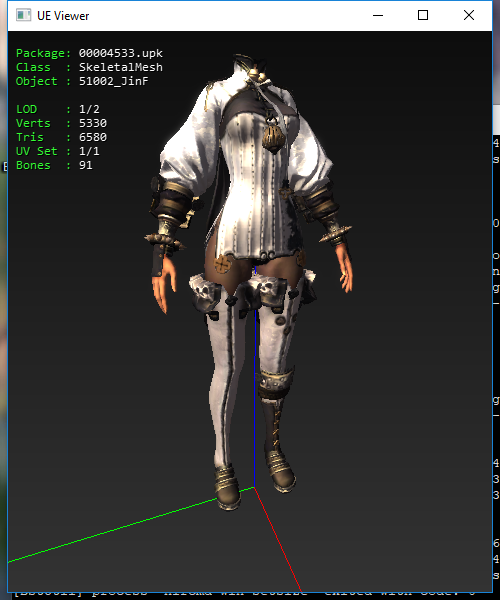 UE Viewer
Package: 00004533.upk
Class : SkeletalMesh
Object : 51002_JinF
LOD : 1/2
Verts : 5330
Tris : 6580
UV Set : 1/1
Bones : 91